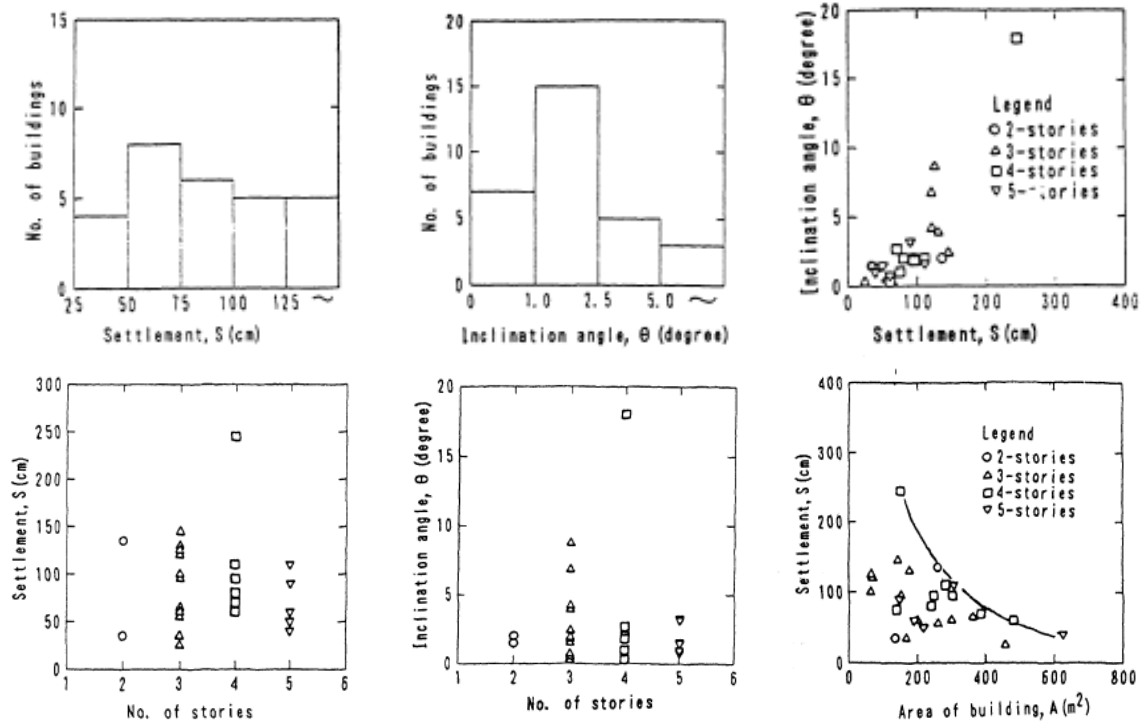 15
10
5
0
No. of buildings
25 50 75 100 125 ~
Settlement, S (cm)
20
15
10
5
0
No. of buildings
0 1.0 2.5 5.0 ~
Inclination angle, θ (degree)
20
15
10
5
0
Inclination angle, θ (degree)
Legend
2-stories
3-stories
4-stories
5-stories
0 100 200 300 400
Settlement, S (cm)
300
250
200
150
100
50
0
Settlement, S (cm)
1 2 3 4 5 6
No. of stories
20
15
10
5
0
Inclination angle, θ (degree)
1 2 3 4 5 6
No. of stories
400
300
200
100
0
Settlement, S (cm)
Legend
2-stories
3-stories
4-stories
5-stories
0 200 400 600 800
Area of building, A (m²)